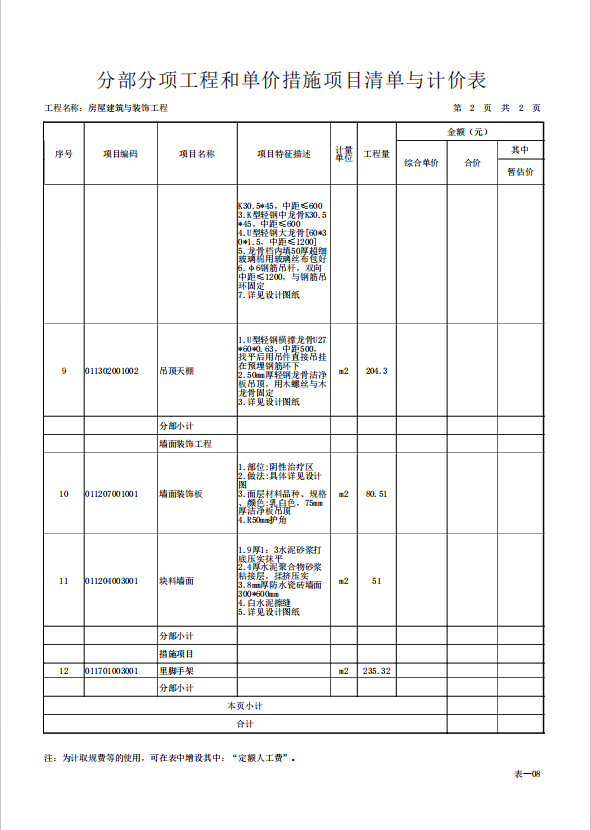 分部分项工程和单价措施项目清单与计价表
工程名称：房屋建筑与装饰工程
第 2 页 共 2 页
序号
项目编码
项目名称
项目特征描述
计量
单位
工程量
金额（元）
综合单价
合价
其中
暂估价
K30.5*45，中距≤600
3.K型轻钢中龙骨K30.5
*45，中距≤600
4.U型轻钢大龙骨[60*3
0*1.5，中距≤1200]
5.龙骨档内填50厚超细
玻璃棉用玻璃丝布包好
6.φ6钢筋吊杆，双向
中距≤1200，与钢筋吊
环固定
7.详见设计图纸
9
011302001002
吊顶天棚
1.U型轻钢横撑龙骨U27
*60*0.63，中距500，
找平后用吊件直接吊挂
在预埋钢筋环下
2.50mm厚轻钢龙骨洁净
板吊顶，用木螺丝与木
龙骨固定
3.详见设计图纸
m2
204.3
分部小计
墙面装饰工程
10
011207001001
墙面装饰板
1.部位:阴性治疗区
2.做法:具体详见设计
图
3.面层材料品种、规格
、颜色:乳白色，75mm
厚洁净板吊顶
4.R50mm护角
m2
80.51
11
011204003001
块料墙面
1.9厚1：3水泥砂浆打
底压实抹平
2.4厚水泥聚合物砂浆
粘接层，揉挤压实
3.8mm厚防水瓷砖墙面
300*600mm
4.白水泥擦缝
5.详见设计图纸
m2
51
分部小计
措施项目
12
011701003001
里脚手架
m2
235.32
分部小计
本页小计
合计
注：为计取规费等的使用，可在表中增设其中：“定额人工费”。
表—08